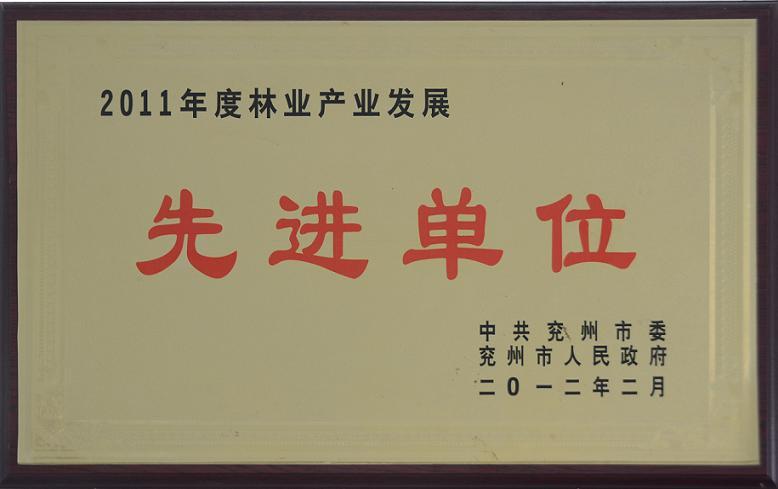 2011年度林业产业发展
先进单位
中共兖州市委
兖州市人民政府
二〇一二年二月